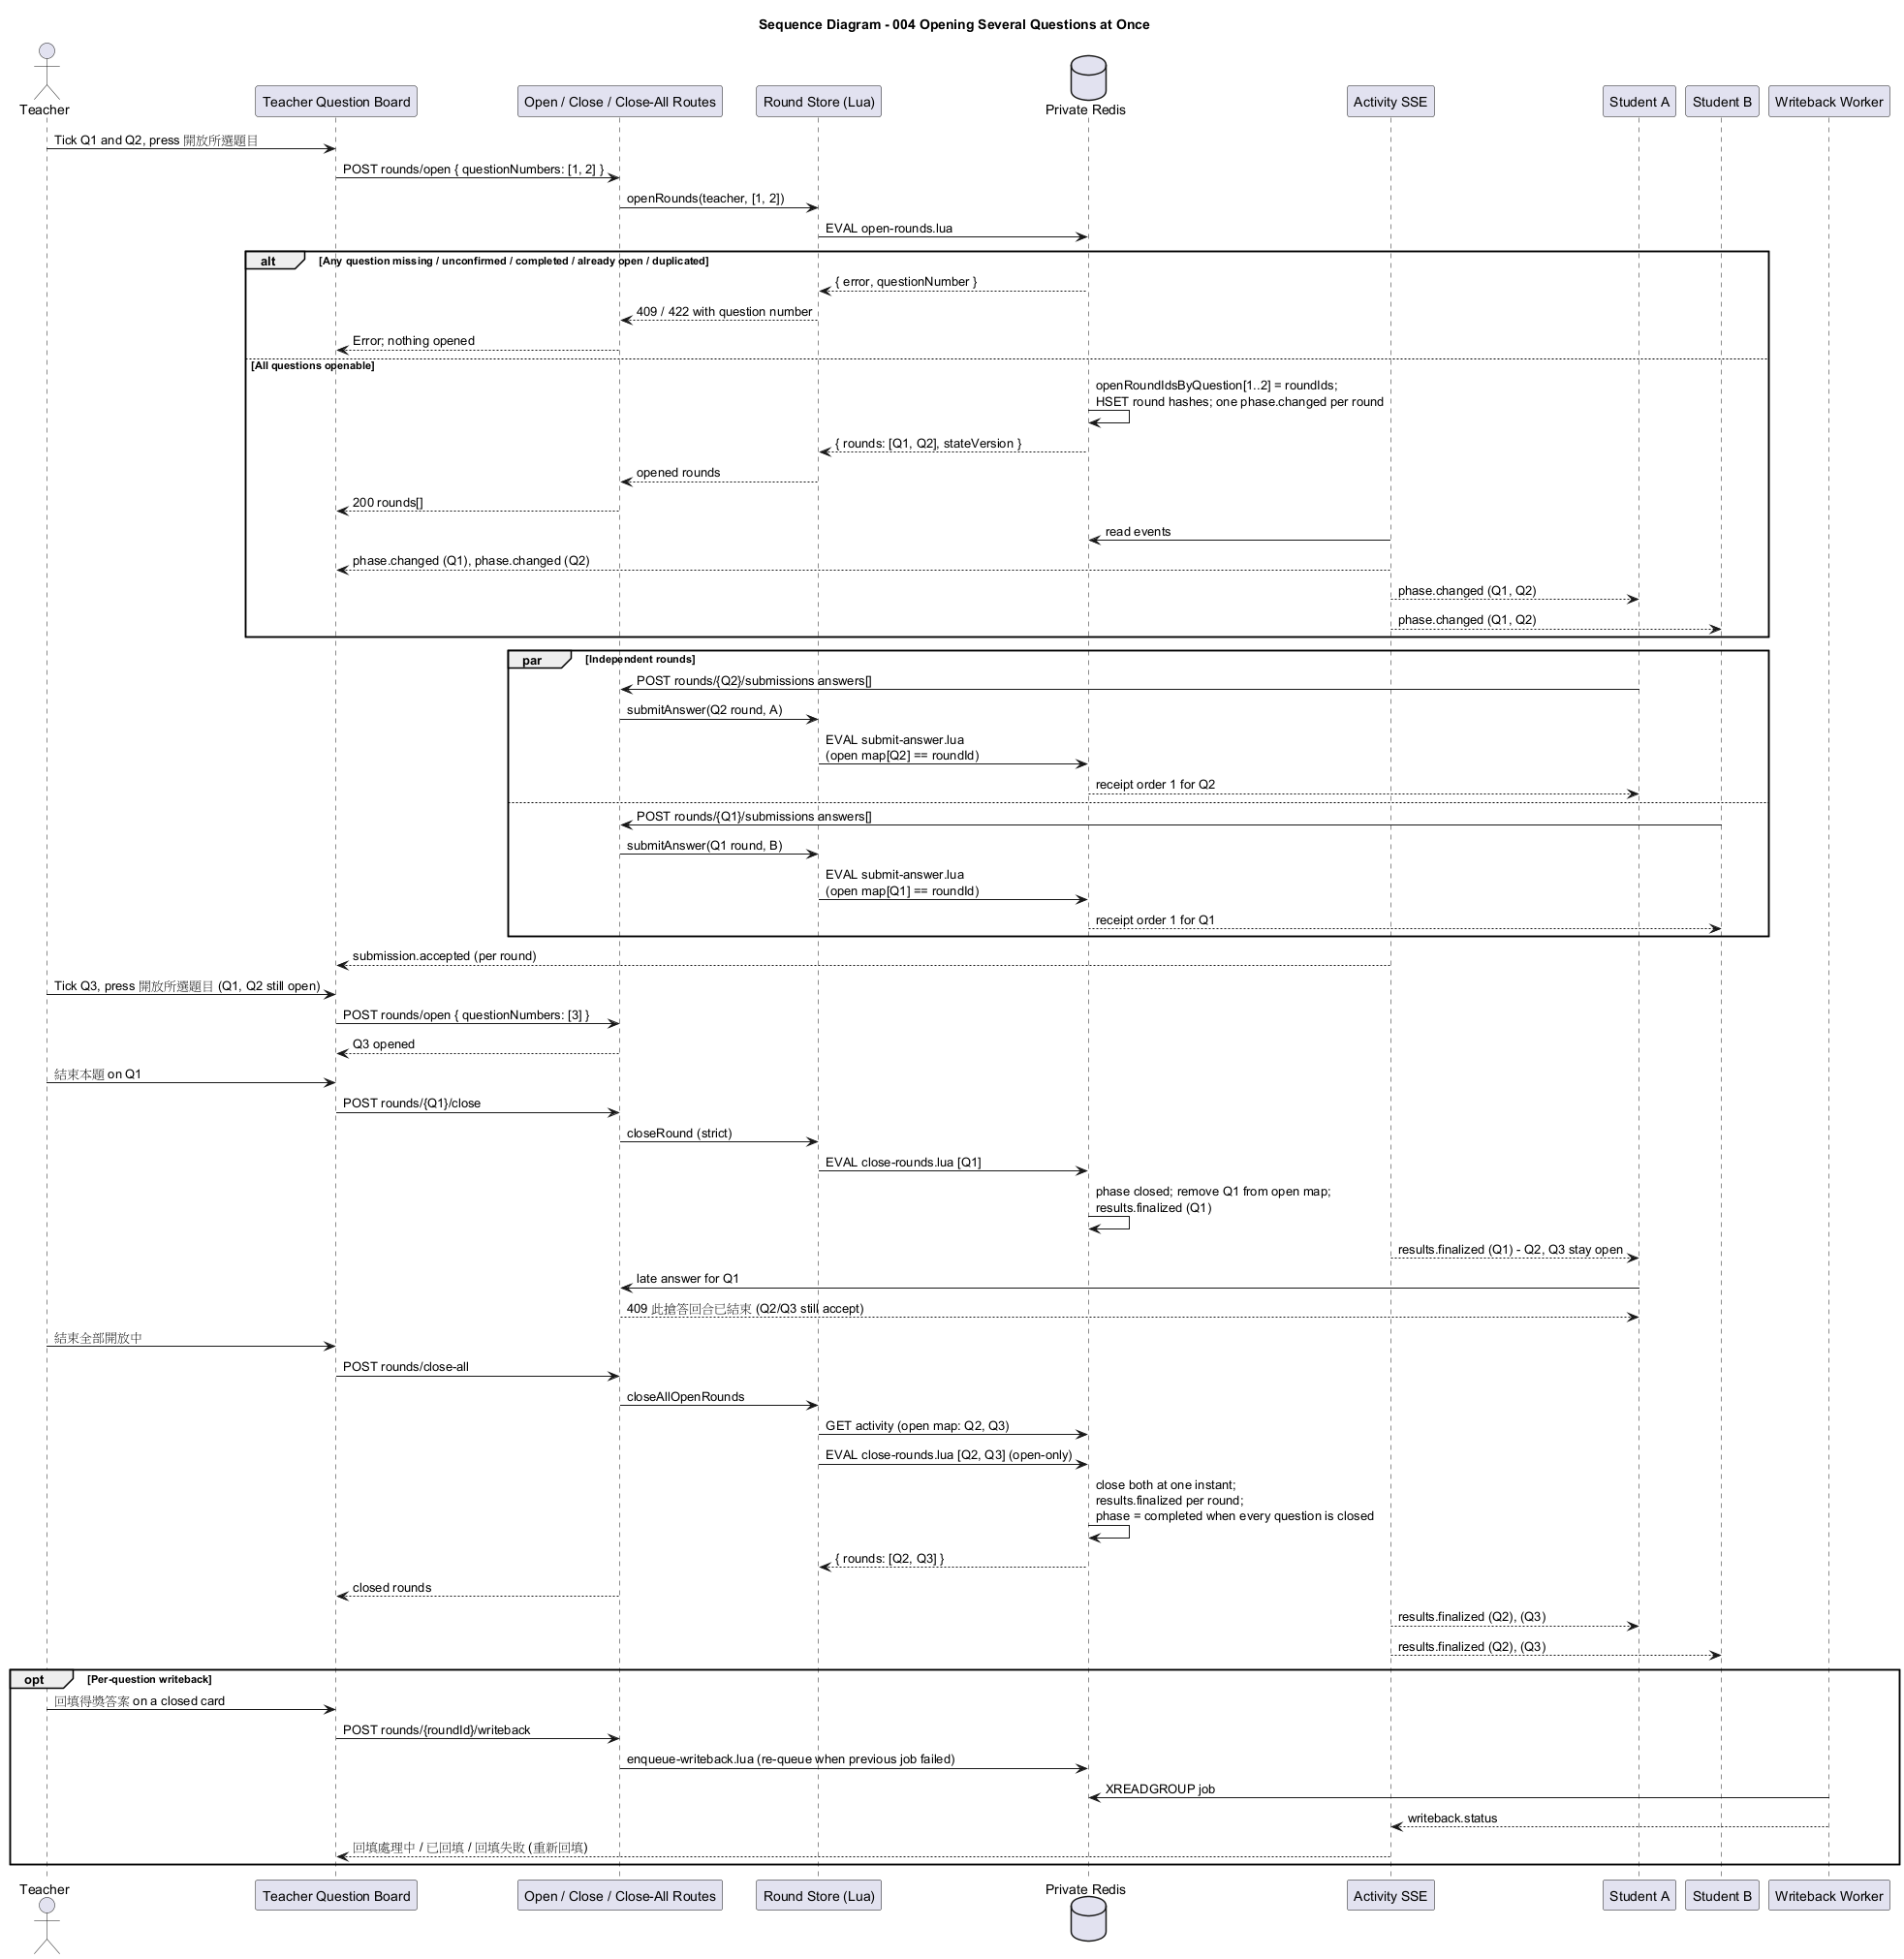 Sequence Diagram - 004 Opening Several Questions at Once
Teacher
Teacher Question Board
Open / Close / Close-All Routes
Round Store (Lua)
Private Redis
Activity SSE
Student A
Student B
Writeback Worker
Tick Q1 and Q2, press 開放所選題目
POST rounds/open { questionNumbers: [1, 2] }
openRounds(teacher, [1, 2])
EVAL open-rounds.lua
alt [Any question missing / unconfirmed / completed / already open / duplicated]
{ error, questionNumber }
409 / 422 with question number
Error; nothing opened
[All questions openable]
openRoundIdsByQuestion[1..2] = roundIds;
HSET round hashes; one phase.changed per round
{ rounds: [Q1, Q2], stateVersion }
opened rounds
200 rounds[]
read events
phase.changed (Q1), phase.changed (Q2)
phase.changed (Q1, Q2)
phase.changed (Q1, Q2)
par [Independent rounds]
POST rounds/{Q2}/submissions answers[]
submitAnswer(Q2 round, A)
EVAL submit-answer.lua
(open map[Q2] == roundId)
receipt order 1 for Q2
POST rounds/{Q1}/submissions answers[]
submitAnswer(Q1 round, B)
EVAL submit-answer.lua
(open map[Q1] == roundId)
receipt order 1 for Q1
submission.accepted (per round)
Tick Q3, press 開放所選題目 (Q1, Q2 still open)
POST rounds/open { questionNumbers: [3] }
Q3 opened
結束本題 on Q1
POST rounds/{Q1}/close
closeRound (strict)
EVAL close-rounds.lua [Q1]
phase closed; remove Q1 from open map;
results.finalized (Q1)
results.finalized (Q1) - Q2, Q3 stay open
late answer for Q1
409 此搶答回合已結束 (Q2/Q3 still accept)
結束全部開放中
POST rounds/close-all
closeAllOpenRounds
GET activity (open map: Q2, Q3)
EVAL close-rounds.lua [Q2, Q3] (open-only)
close both at one instant;
results.finalized per round;
phase = completed when every question is closed
{ rounds: [Q2, Q3] }
closed rounds
results.finalized (Q2), (Q3)
results.finalized (Q2), (Q3)
opt [Per-question writeback]
回填得獎答案 on a closed card
POST rounds/{roundId}/writeback
enqueue-writeback.lua (re-queue when previous job failed)
XREADGROUP job
writeback.status
回填處理中 / 已回填 / 回填失敗 (重新回填)
Teacher
Teacher Question Board
Open / Close / Close-All Routes
Round Store (Lua)
Private Redis
Activity SSE
Student A
Student B
Writeback Worker